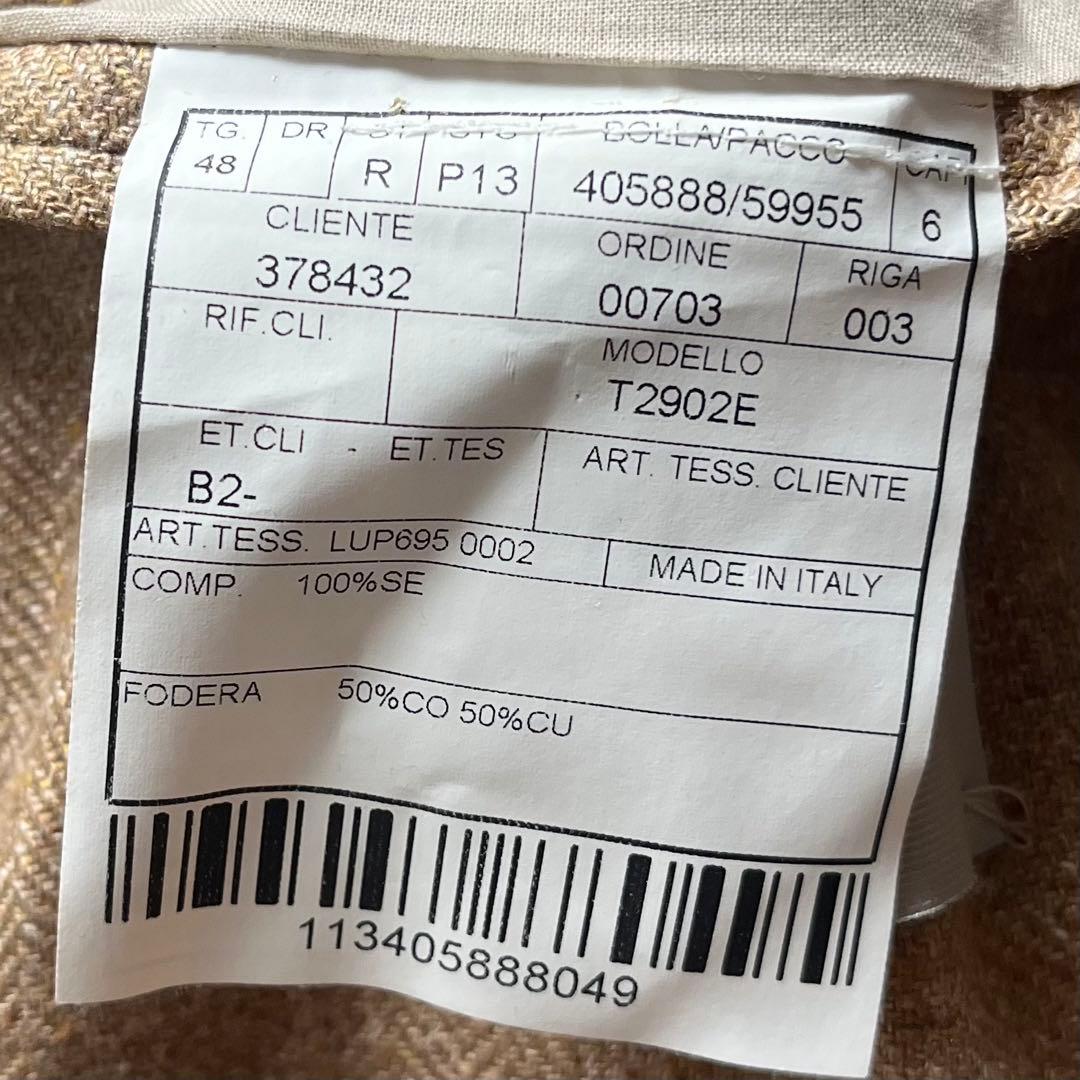 TG. DR BOLLA/PACCO CAPI
48 R P13 405888/59955 6
CLIENTE ORDINE RIGA
378432 00703 003
RIF.CLI. MODELLO
T2902E
ET.CLI - ET.TES ART. TESS. CLIENTE
B2-
ART.TESS. LUP695 0002 MADE IN ITALY
COMP. 100%SE
FODERA 50%CO 50%CU
113405888049